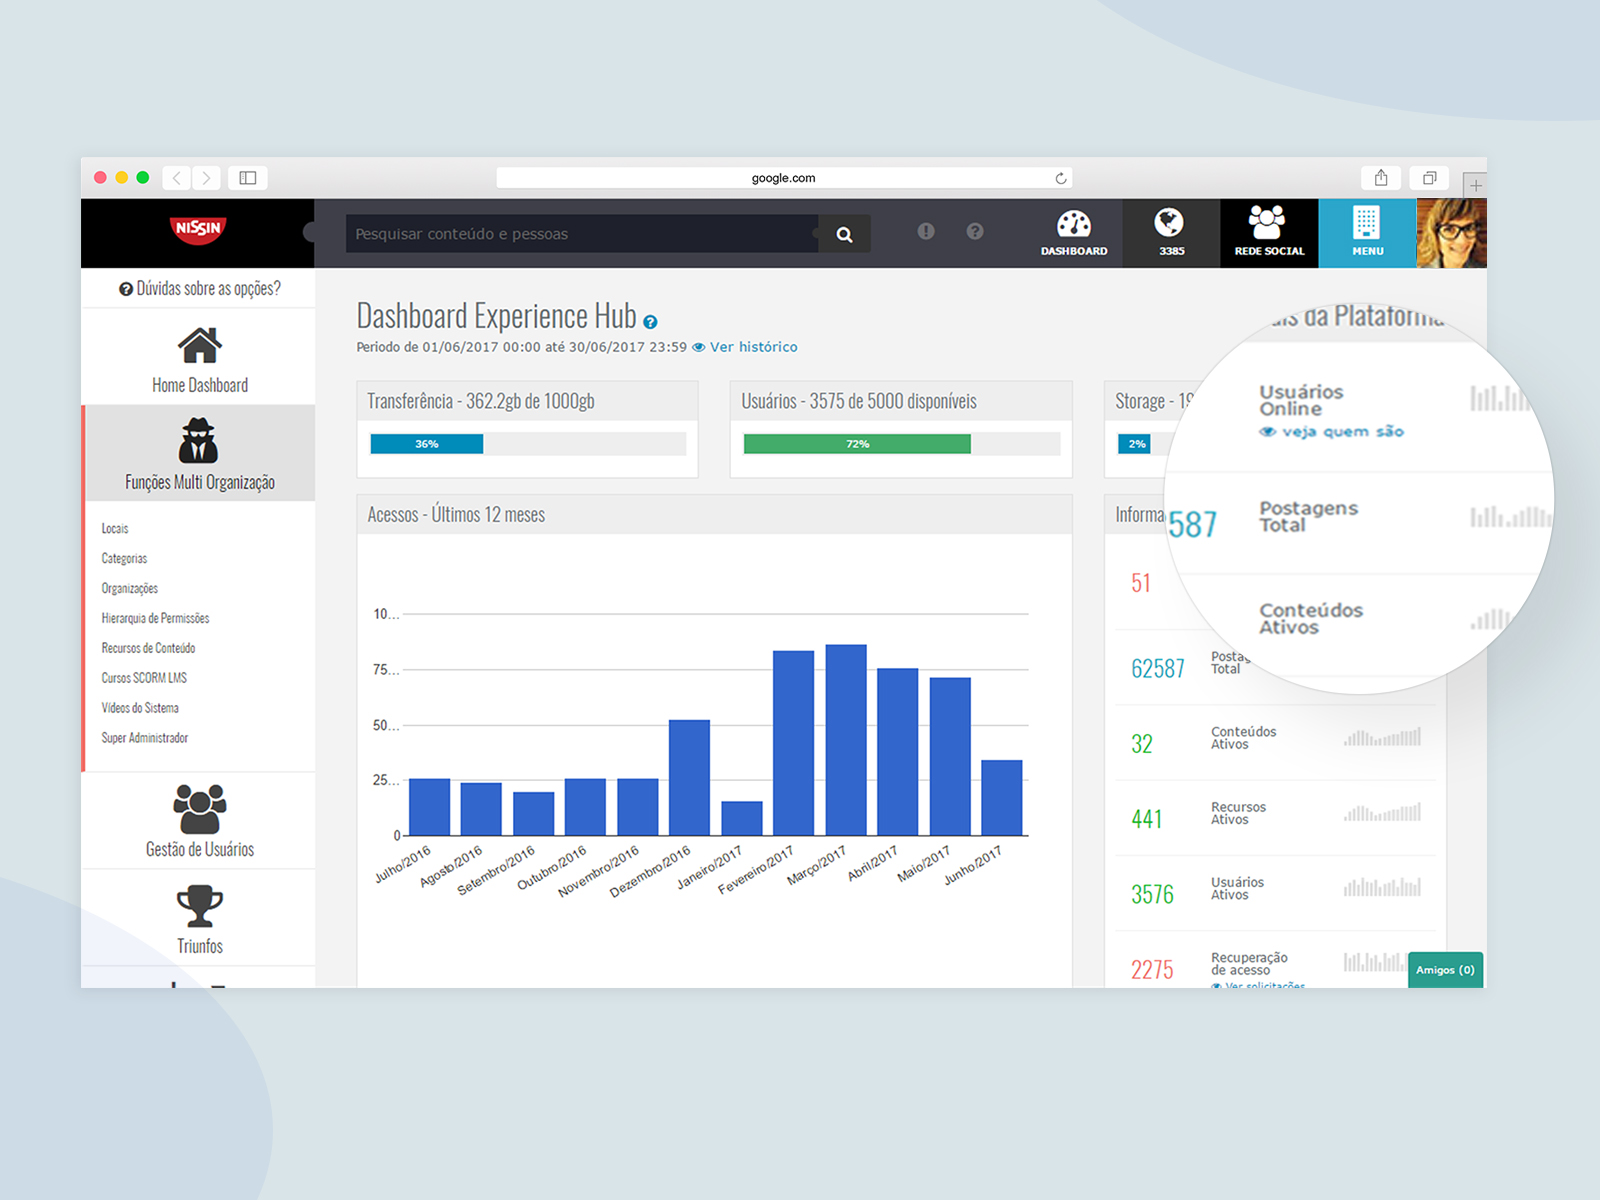 google.com
NISSIN
Pesquisar conteúdo e pessoas
DASHBOARD
3385
REDE SOCIAL
MENU
Dúvidas sobre as opções?
Home Dashboard
Funções Multi Organização
Locais
Categorias
Organizações
Hierarquia de Permissões
Recursos de Conteúdo
Cursos SCORM LMS
Vídeos do Sistema
Super Administrador
Gestão de Usuários
Triunfos
Dashboard Experience Hub
Periodo de 01/06/2017 00:00 até 30/06/2017 23:59 Ver histórico
Transferência - 362.2gb de 1000gb
36%
Usuários - 3575 de 5000 disponíveis
72%
Storage - 19
2%
Acessos - Últimos 12 meses
10...
75...
50...
25...
0
Julho/2016
Agosto/2016
Setembro/2016
Outubro/2016
Novembro/2016
Dezembro/2016
Janeiro/2017
Fevereiro/2017
Março/2017
Abril/2017
Maio/2017
Junho/2017
Informa
51
62587
Postag
Total
32
Conteúdos
Ativos
441
Recursos
Ativos
3576
Usuários
Ativos
2275
Recuperação
de acesso
Ver solicitações
Amigos (0)
is da Plataforma
Usuários
Online
veja quem são
587
Postagens
Total
Conteúdos
Ativos